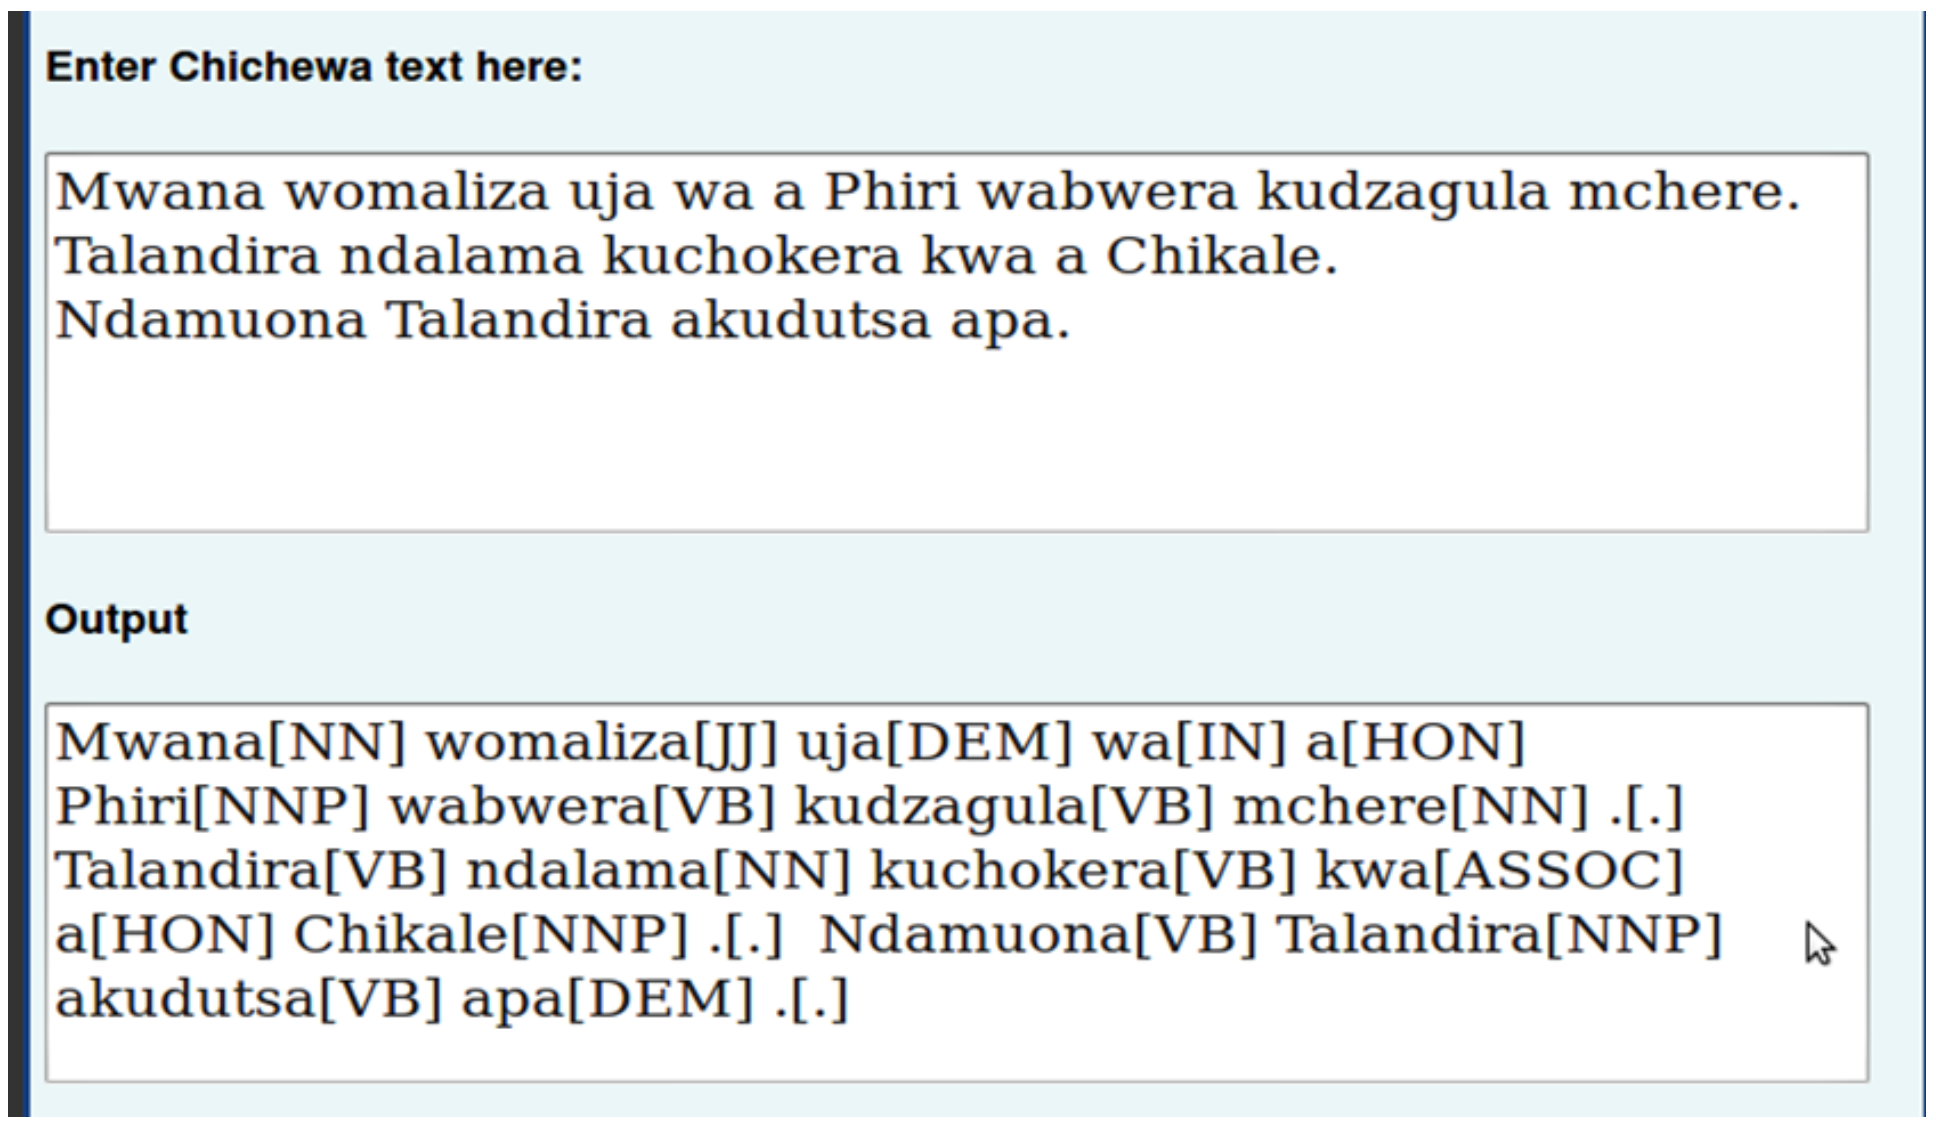 Enter Chichewa text here:
Mwana womaliza uja wa a Phiri wabwera kudzagula mchere.
Talandira ndalama kuchokera kwa a Chikale.
Ndamuona Talandira akudutsa apa.
Output
Mwana[NN] womaliza[JJ] uja[DEM] wa[IN] a[HON]
Phiri[NNP] wabwera[VB] kudzagula[VB] mchere[NN] .[.]
Talandira[VB] ndalama[NN] kuchokera[VB] kwa[ASSOC]
a[HON] Chikale[NNP] .[.]  Ndamuona[VB] Talandira[NNP]
akudutsa[VB] apa[DEM] .[.]